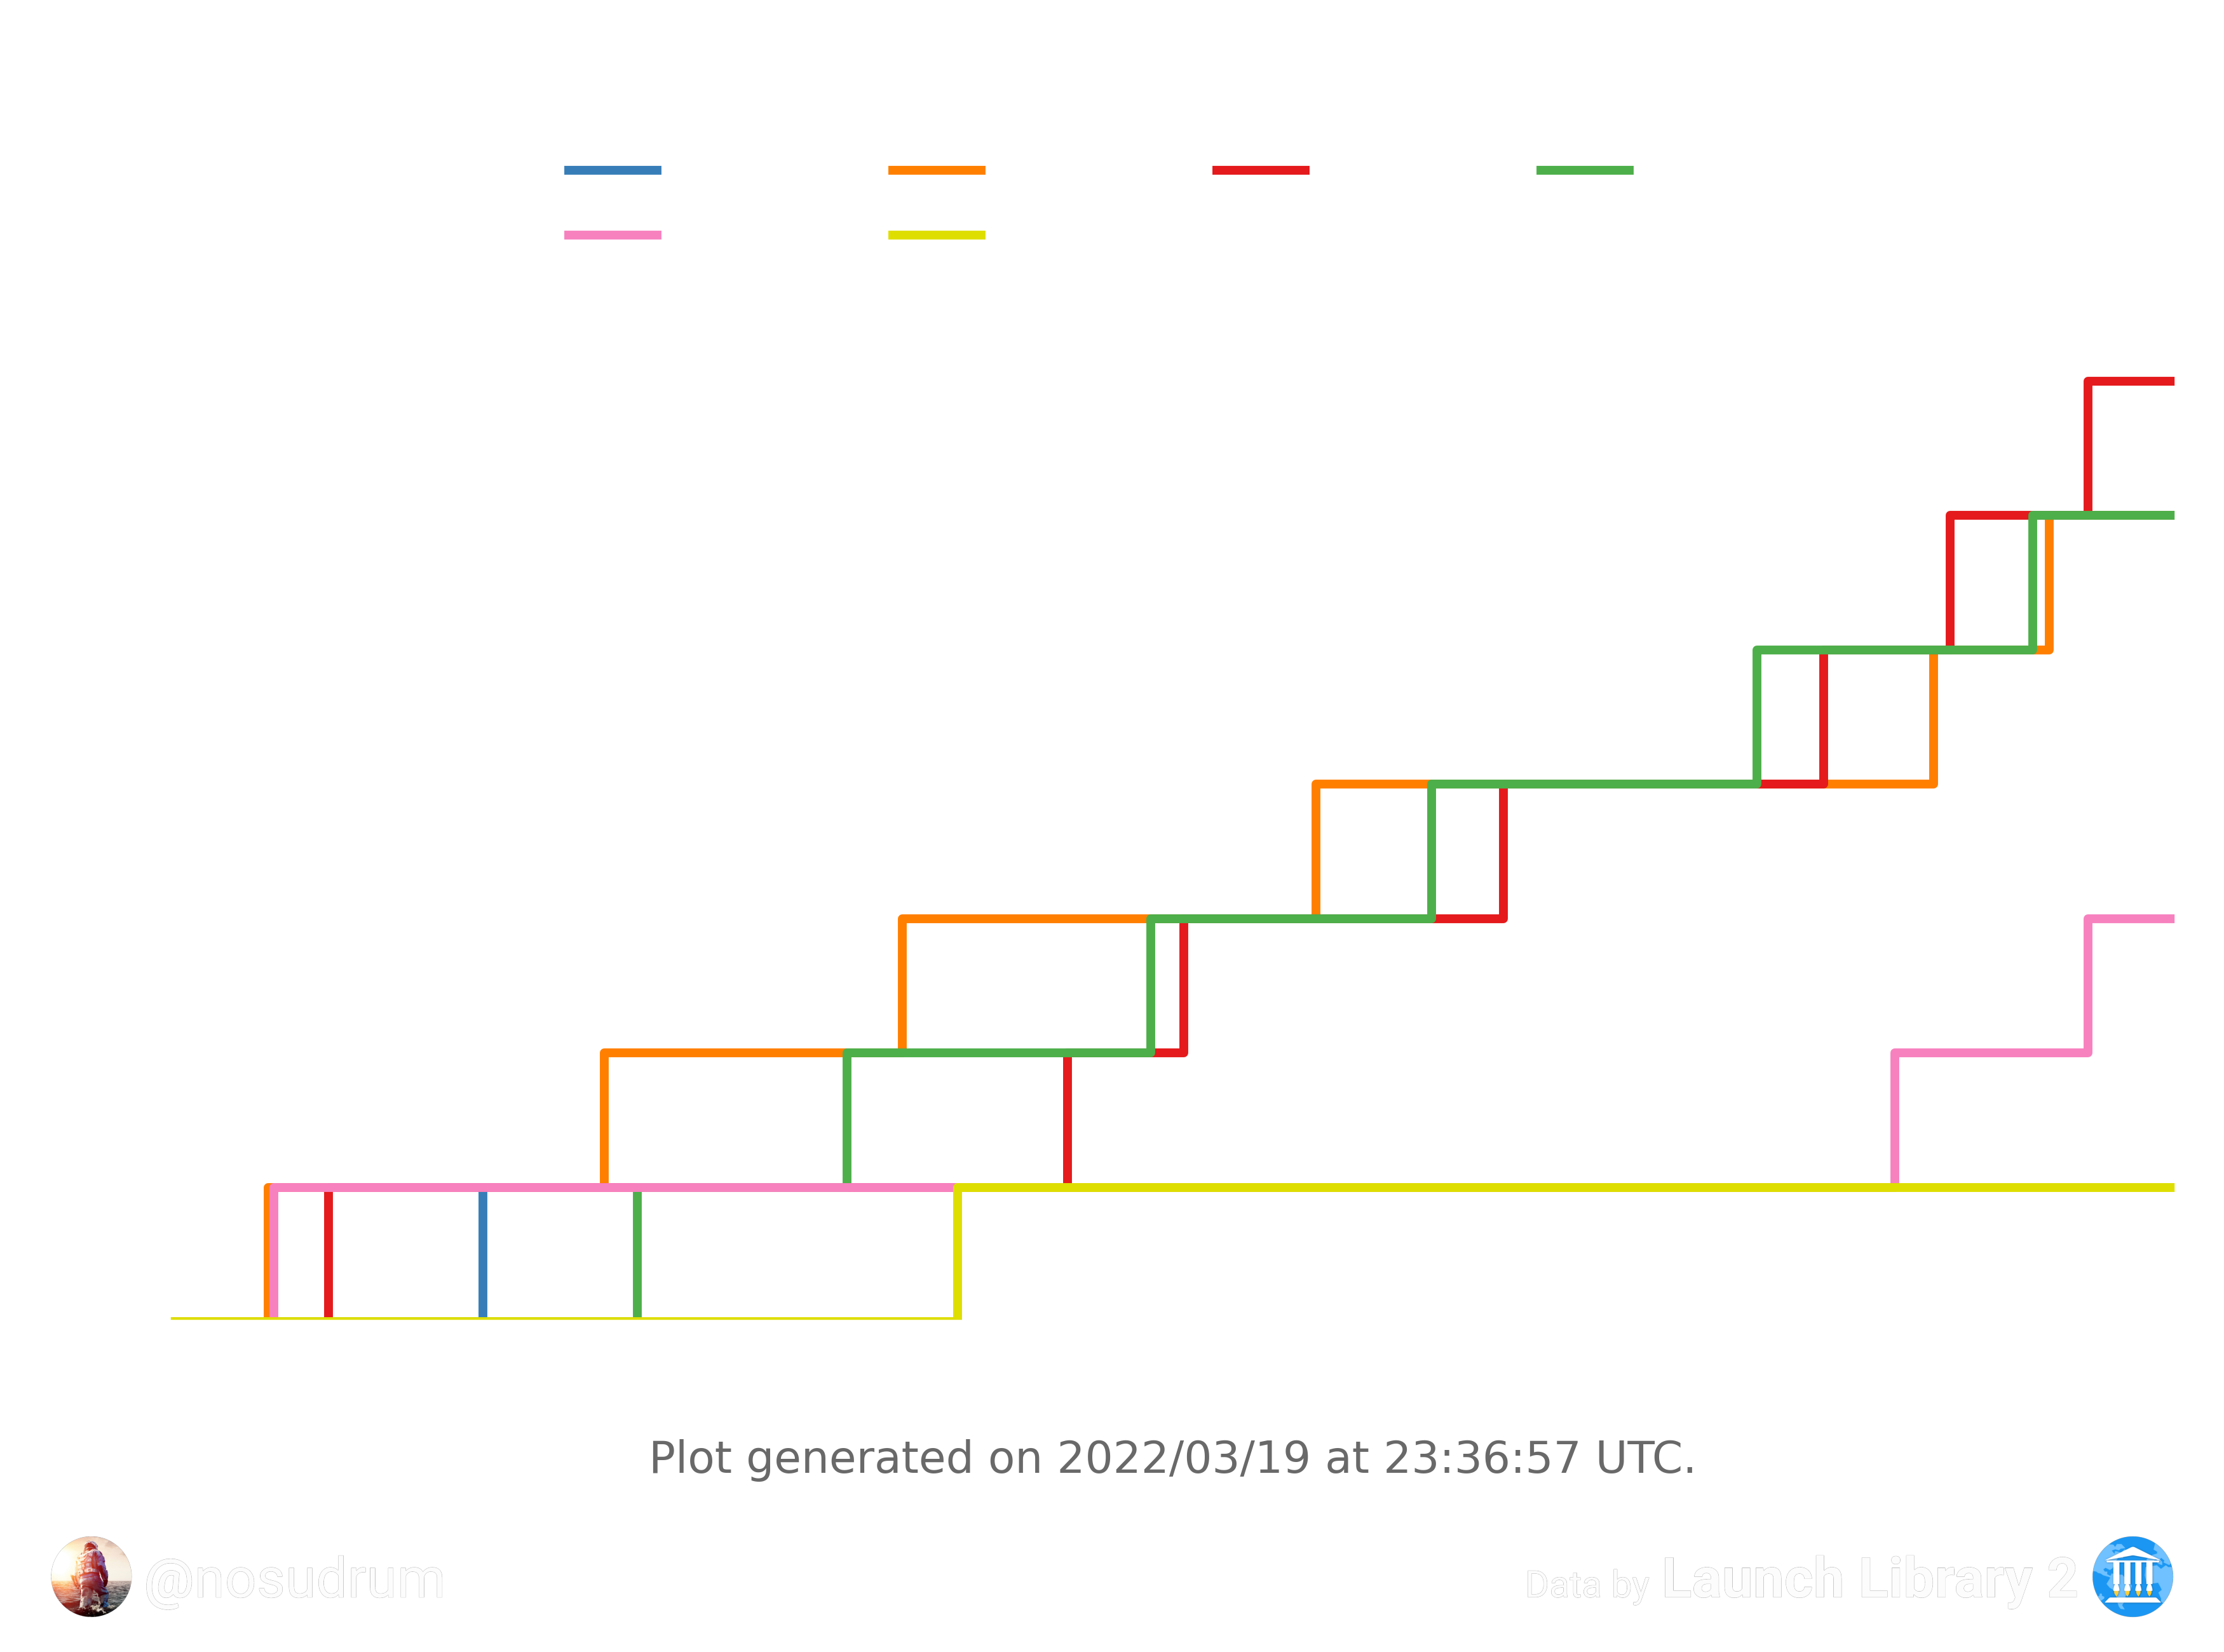 Plot generated on 2022/03/19 at 23:36:57 UTC.
@nosudrum
Data by Launch Library 2